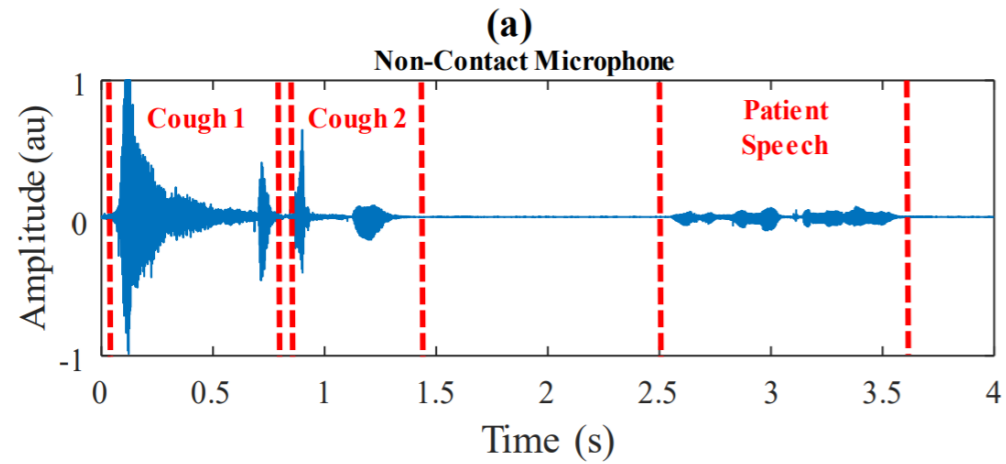 (a)
Non-Contact Microphone
Amplitude (au)
1
0
-1
Cough 1
Cough 2
Patient
Speech
0 0.5 1 1.5 2 2.5 3 3.5 4
Time (s)